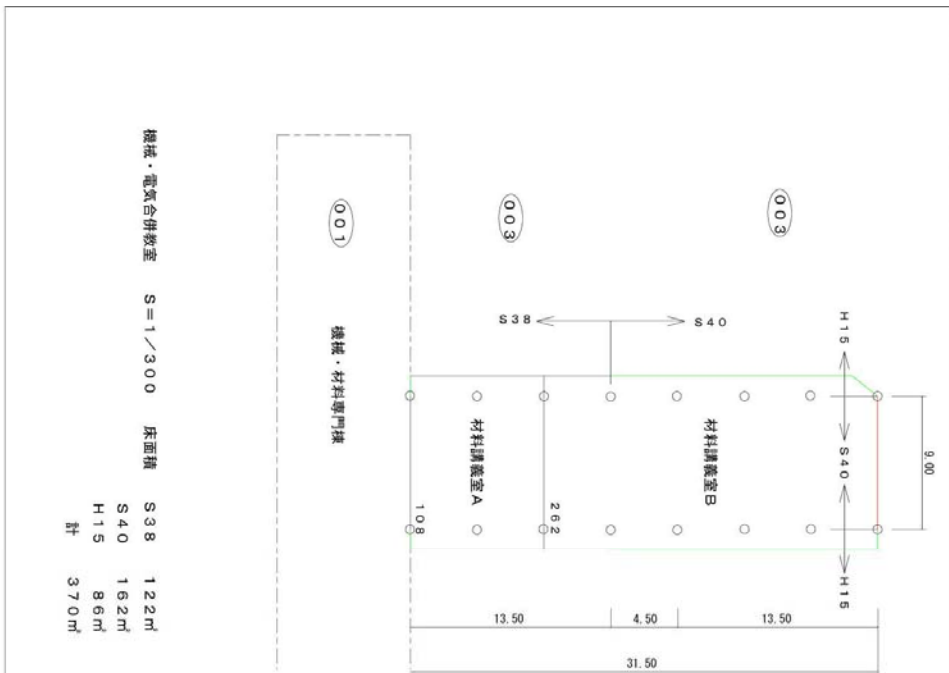 機械・電気合併教室 S=1/300 床面積 S38 122㎡
S40 162㎡
H15 86㎡
計 370㎡
001
機械・材料専門棟
003
003
S38
S40
H15
S40
H15
材料講義室A
材料講義室B
108
262
9.00
13.50
4.50
13.50
31.50